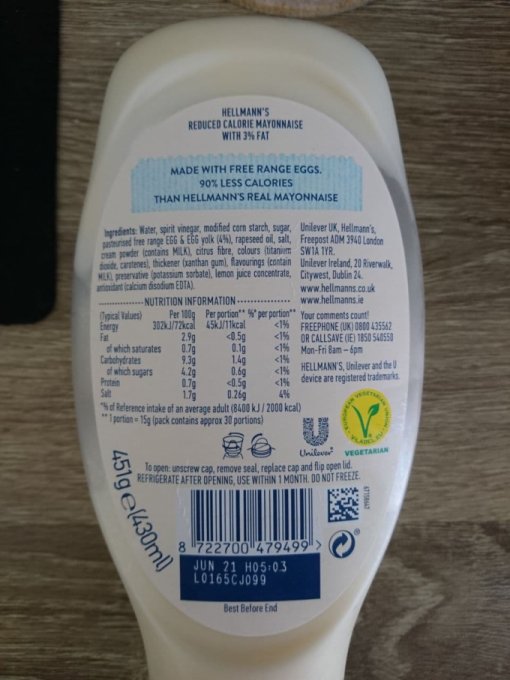 HELLMANN'S
REDUCED CALORIE MAYONNAISE
WITH 3% FAT
MADE WITH FREE RANGE EGGS.
90% LESS CALORIES
THAN HELLMANN'S REAL MAYONNAISE
Ingredients: Water, spirit vinegar, modified corn starch, sugar,
pasteurised free range EGG & EGG yolk (4%), rapeseed oil, salt,
cream powder (contains MILK), citrus fibre, colours (titanium
dioxide, carotenes), thickener (xanthan gum), flavourings (contain
MILK), preservative (potassium sorbate), lemon juice concentrate,
antioxidant (calcium disodium EDTA).
NUTRITION INFORMATION
(Typical Values) Per 100g Per portion** %* per portion**
Energy 302kJ/72kcal 45kJ/11kcal <1%
Fat 2.9g <0.5g <1%
of which saturates 0.7g 0.1g <1%
Carbohydrates 9.3g 1.4g <1%
of which sugars 4.2g 0.6g <1%
Protein 0.7g <0.5g <1%
Salt 1.7g 0.26g 4%
*% of Reference intake of an average adult (8400 kJ / 2000 kcal)
** 1 portion = 15g (pack contains approx 30 portions)
Unilever UK, Hellmann's,
Freepost ADM 3940 London
SW1A 1YR.
Unilever Ireland, 20 Riverwalk,
Citywest, Dublin 24.
www.hellmanns.co.uk
www.hellmanns.ie
Your comments count!
FREEPHONE (UK) 0800 435562
OR CALLSAVE (IE) 1850 540550
Mon-Fri 8am – 6pm
HELLMANN'S, Unilever and the U
device are registered trademarks.
Unilever
EUROPEAN VEGETARIAN UNION
V-LABEL.EU
VEGETARIAN
451g e (430ml)
To open: unscrew cap, remove seal, replace cap and flip open lid.
REFRIGERATE AFTER OPENING, USE WITHIN 1 MONTH. DO NOT FREEZE.
8 722700 479499 >
JUN 21 H05:03
L0165CJ099
Best Before End